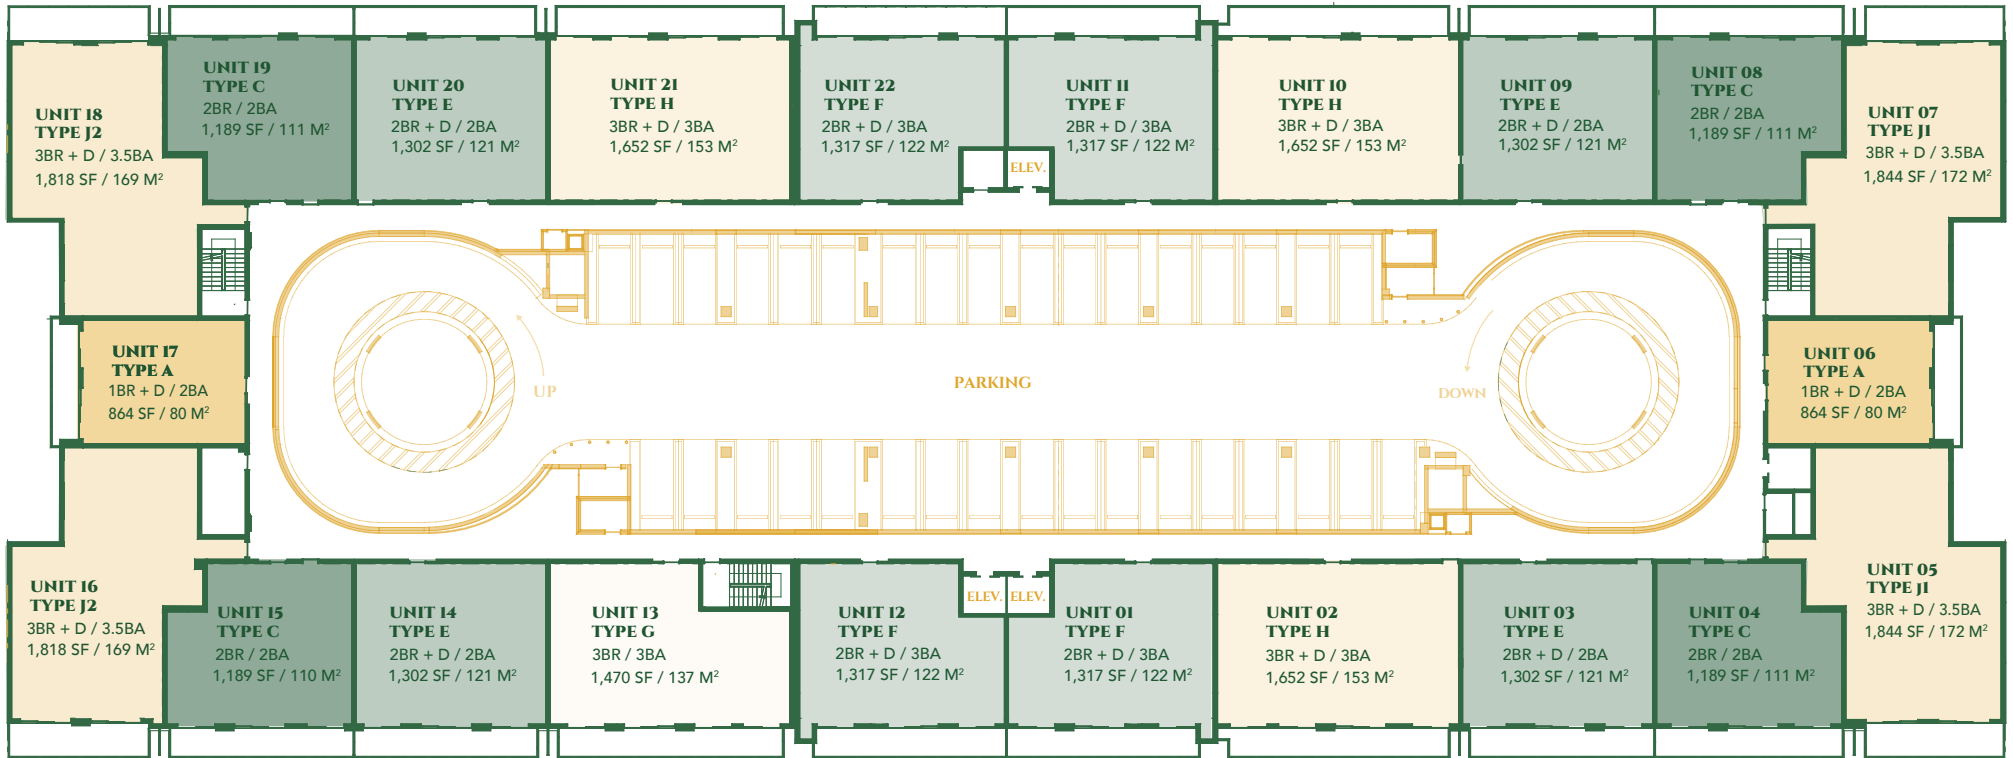 UNIT 18
TYPE J2
3BR + D / 3.5BA
1,818 SF / 169 M²
UNIT 19
TYPE C
2BR / 2BA
1,189 SF / 111 M²
UNIT 20
TYPE E
2BR + D / 2BA
1,302 SF / 121 M²
UNIT 21
TYPE H
3BR + D / 3BA
1,652 SF / 153 M²
UNIT 22
TYPE F
2BR + D / 3BA
1,317 SF / 122 M²
ELEV.
UNIT 11
TYPE F
2BR + D / 3BA
1,317 SF / 122 M²
UNIT 10
TYPE H
3BR + D / 3BA
1,652 SF / 153 M²
UNIT 09
TYPE E
2BR + D / 2BA
1,302 SF / 121 M²
UNIT 08
TYPE C
2BR / 2BA
1,189 SF / 111 M²
UNIT 07
TYPE J1
3BR + D / 3.5BA
1,844 SF / 172 M²
UNIT 17
TYPE A
1BR + D / 2BA
864 SF / 80 M²
UP
PARKING
DOWN
UNIT 06
TYPE A
1BR + D / 2BA
864 SF / 80 M²
UNIT 16
TYPE J2
3BR + D / 3.5BA
1,818 SF / 169 M²
UNIT 15
TYPE C
2BR / 2BA
1,189 SF / 110 M²
UNIT 14
TYPE E
2BR + D / 2BA
1,302 SF / 121 M²
UNIT 13
TYPE G
3BR / 3BA
1,470 SF / 137 M²
UNIT 12
TYPE F
2BR + D / 3BA
1,317 SF / 122 M²
ELEV.
ELEV.
UNIT 01
TYPE F
2BR + D / 3BA
1,317 SF / 122 M²
UNIT 02
TYPE H
3BR + D / 3BA
1,652 SF / 153 M²
UNIT 03
TYPE E
2BR + D / 2BA
1,302 SF / 121 M²
UNIT 04
TYPE C
2BR / 2BA
1,189 SF / 111 M²
UNIT 05
TYPE J1
3BR + D / 3.5BA
1,844 SF / 172 M²